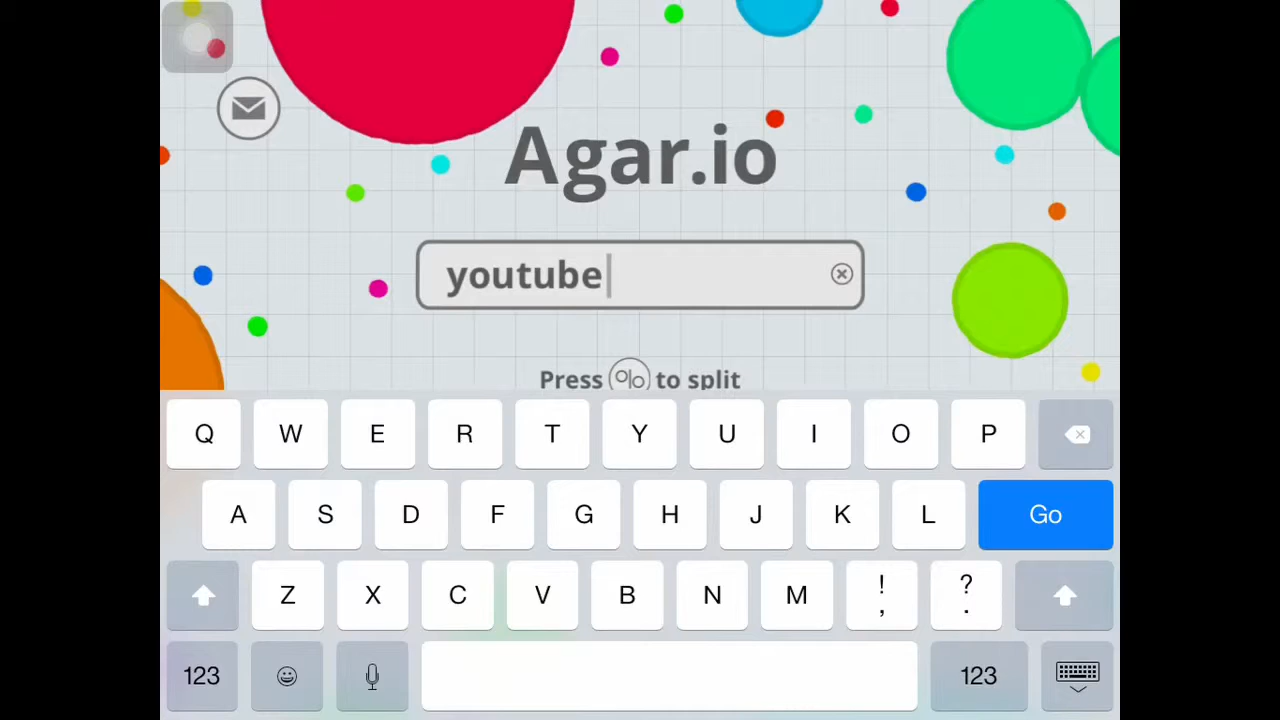 Agar.io
youtube
Press to split
Q W E R T Y U I O P
A S D F G H J K L Go
Z X C V B N M ! , ? .
123 123